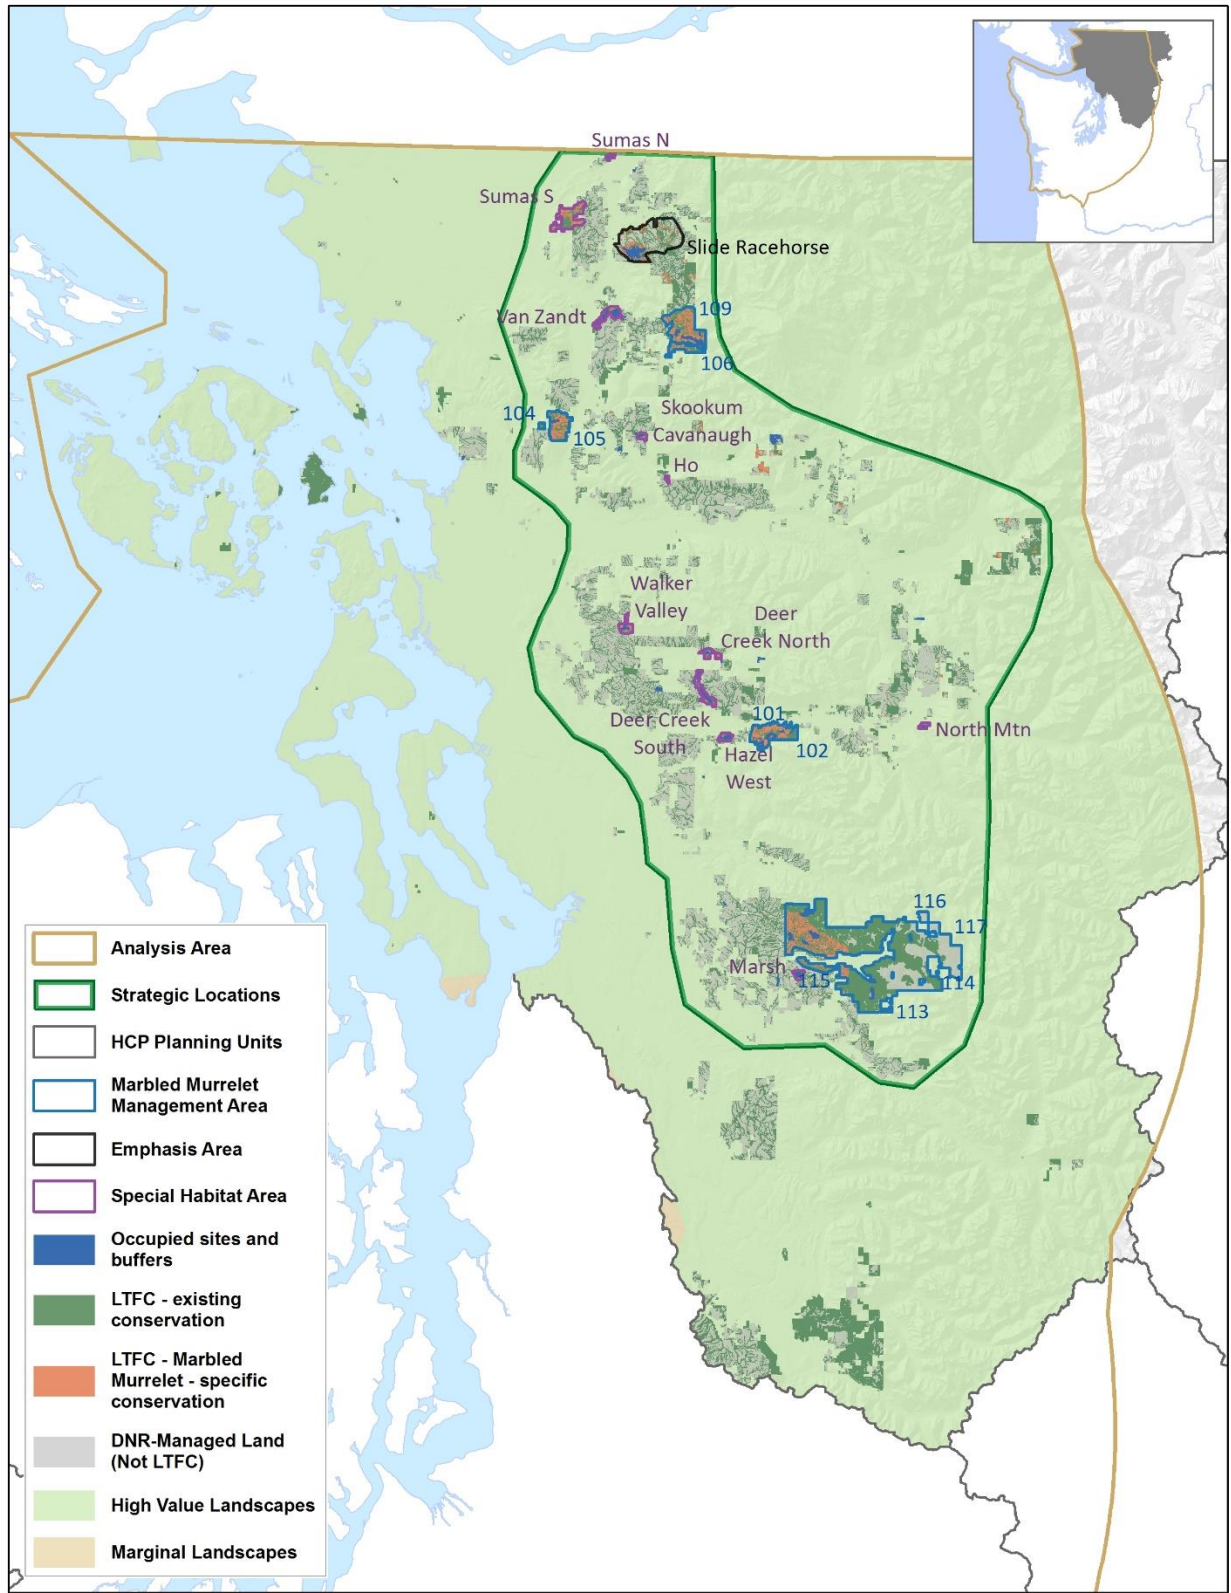 Sumas N
Sumas S
Slide Racehorse
Van Zandt
109
106
Skookum
Cavanaugh
104
105
Ho
Walker
Valley
Deer
Creek North
Deer Creek
South
101
102
Hazel
West
North Mtn
116
117
Marsh
115
114
113
Analysis Area
Strategic Locations
HCP Planning Units
Marbled Murrelet
Management Area
Emphasis Area
Special Habitat Area
Occupied sites and
buffers
LTFC - existing
conservation
LTFC - Marbled
Murrelet - specific
conservation
DNR-Managed Land
(Not LTFC)
High Value Landscapes
Marginal Landscapes